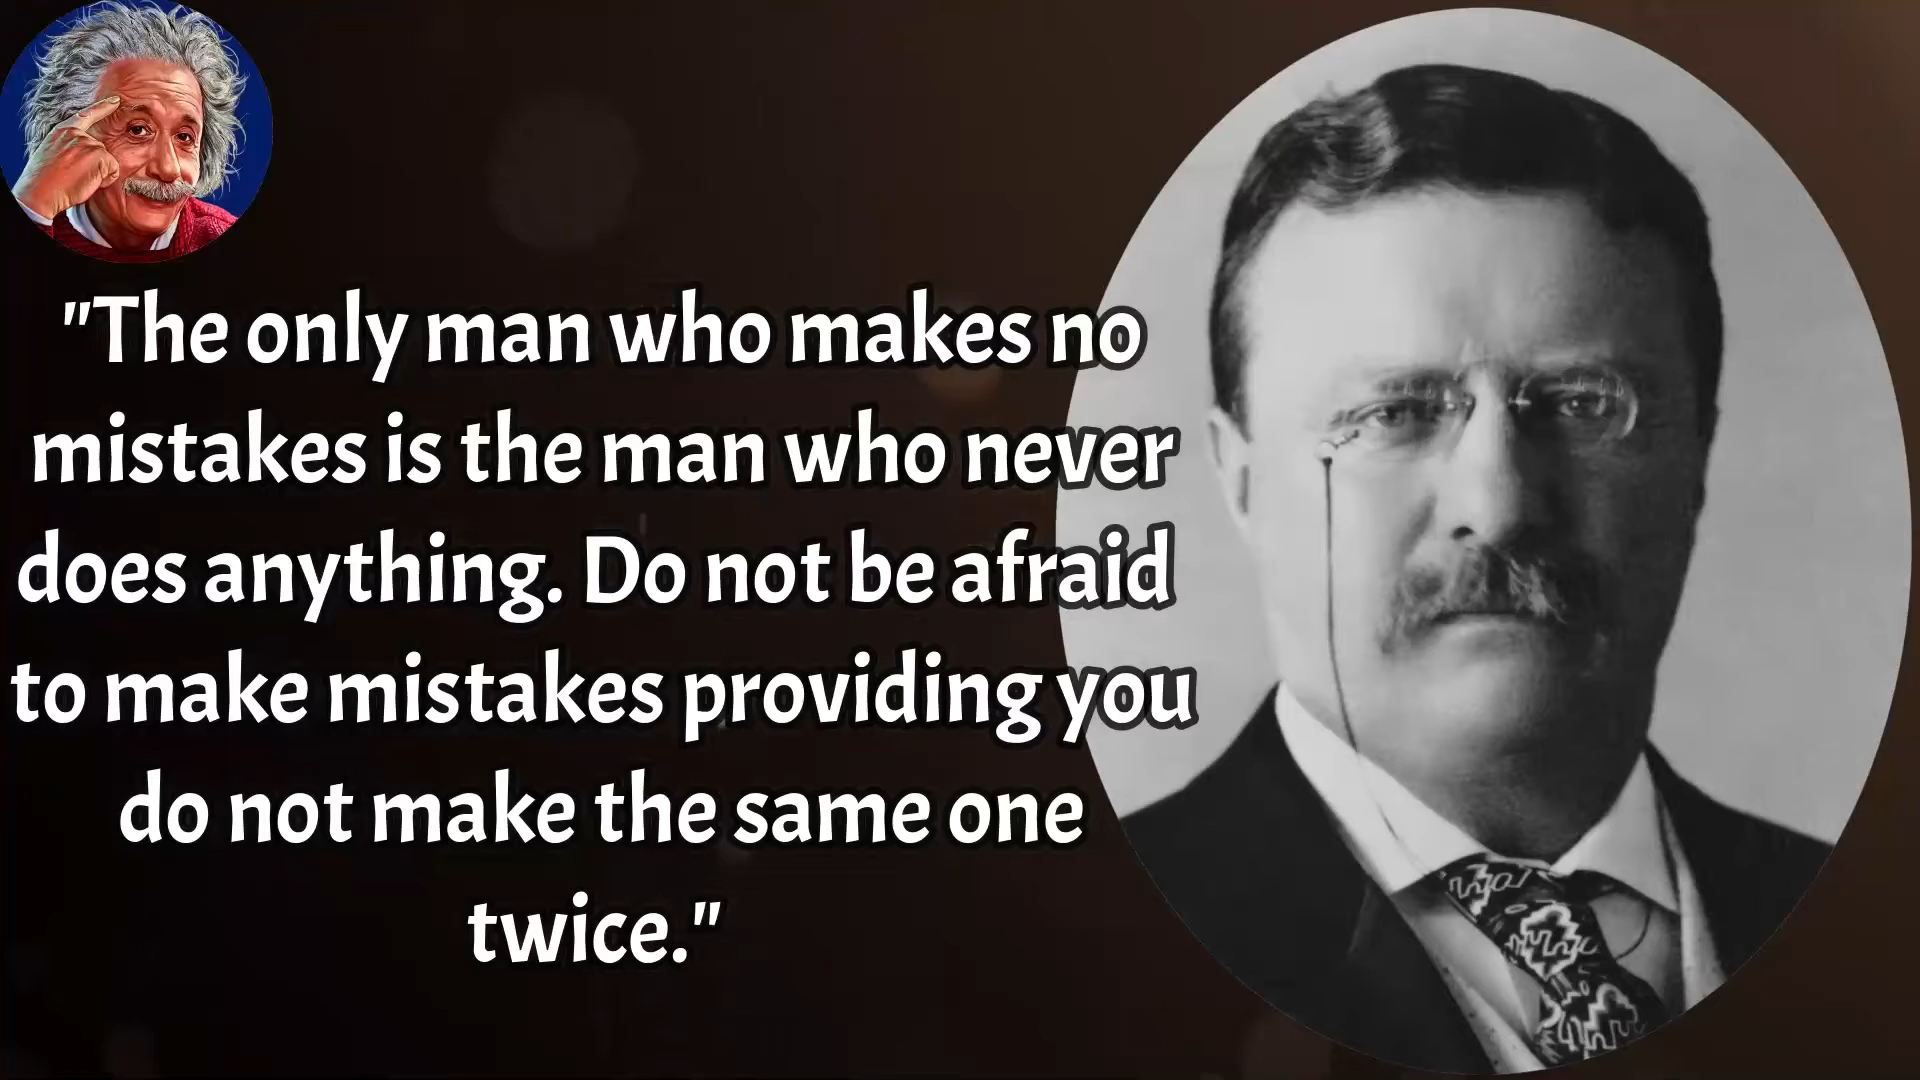 "The only man who makes no
mistakes is the man who never
does anything. Do not be afraid
to make mistakes providing you
do not make the same one
twice."